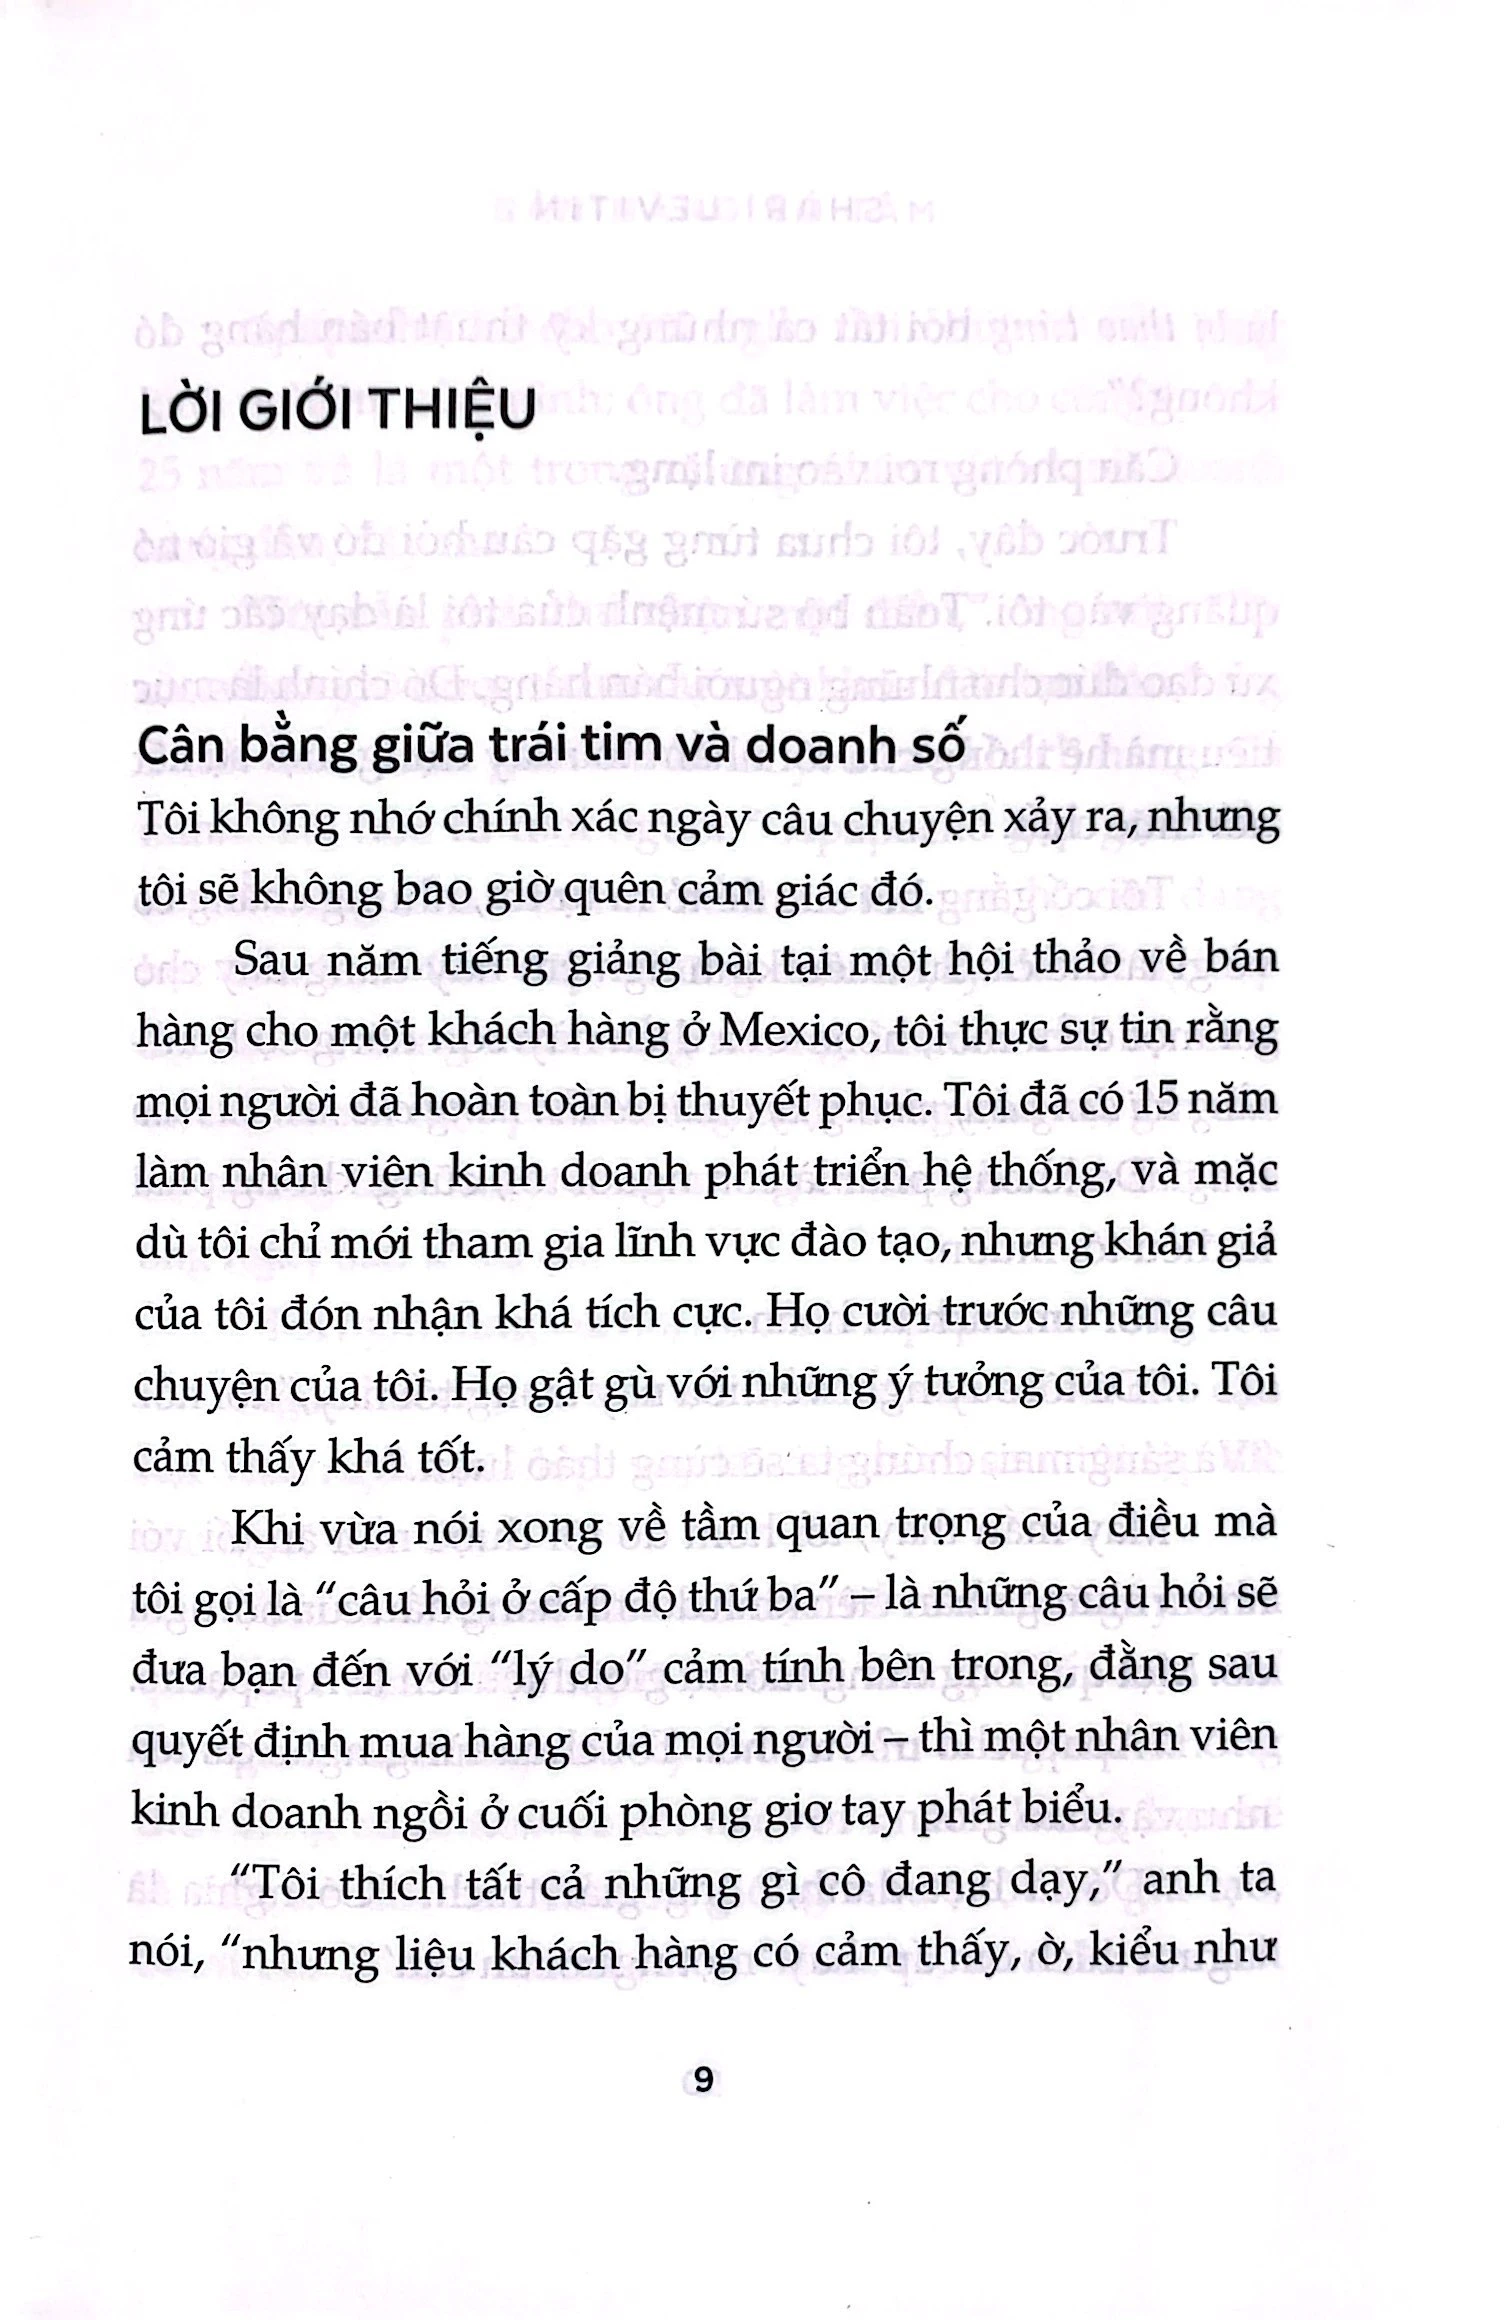 LỜI GIỚI THIỆU
Cân bằng giữa trái tim và doanh số
Tôi không nhớ chính xác ngày câu chuyện xảy ra, nhưng
tôi sẽ không bao giờ quên cảm giác đó.
Sau năm tiếng giảng bài tại một hội thảo về bán
hàng cho một khách hàng ở Mexico, tôi thực sự tin rằng
mọi người đã hoàn toàn bị thuyết phục. Tôi đã có 15 năm
làm nhân viên kinh doanh phát triển hệ thống, và mặc
dù tôi chỉ mới tham gia lĩnh vực đào tạo, nhưng khán giả
của tôi đón nhận khá tích cực. Họ cười trước những câu
chuyện của tôi. Họ gật gù với những ý tưởng của tôi. Tôi
cảm thấy khá tốt.
Khi vừa nói xong về tầm quan trọng của điều mà
tôi gọi là “câu hỏi ở cấp độ thứ ba” – là những câu hỏi sẽ
đưa bạn đến với “lý do” cảm tính bên trong, đằng sau
quyết định mua hàng của mọi người – thì một nhân viên
kinh doanh ngồi ở cuối phòng giơ tay phát biểu.
“Tôi thích tất cả những gì cô đang dạy,” anh ta
nói, “nhưng liệu khách hàng có cảm thấy, ờ, kiểu như
9